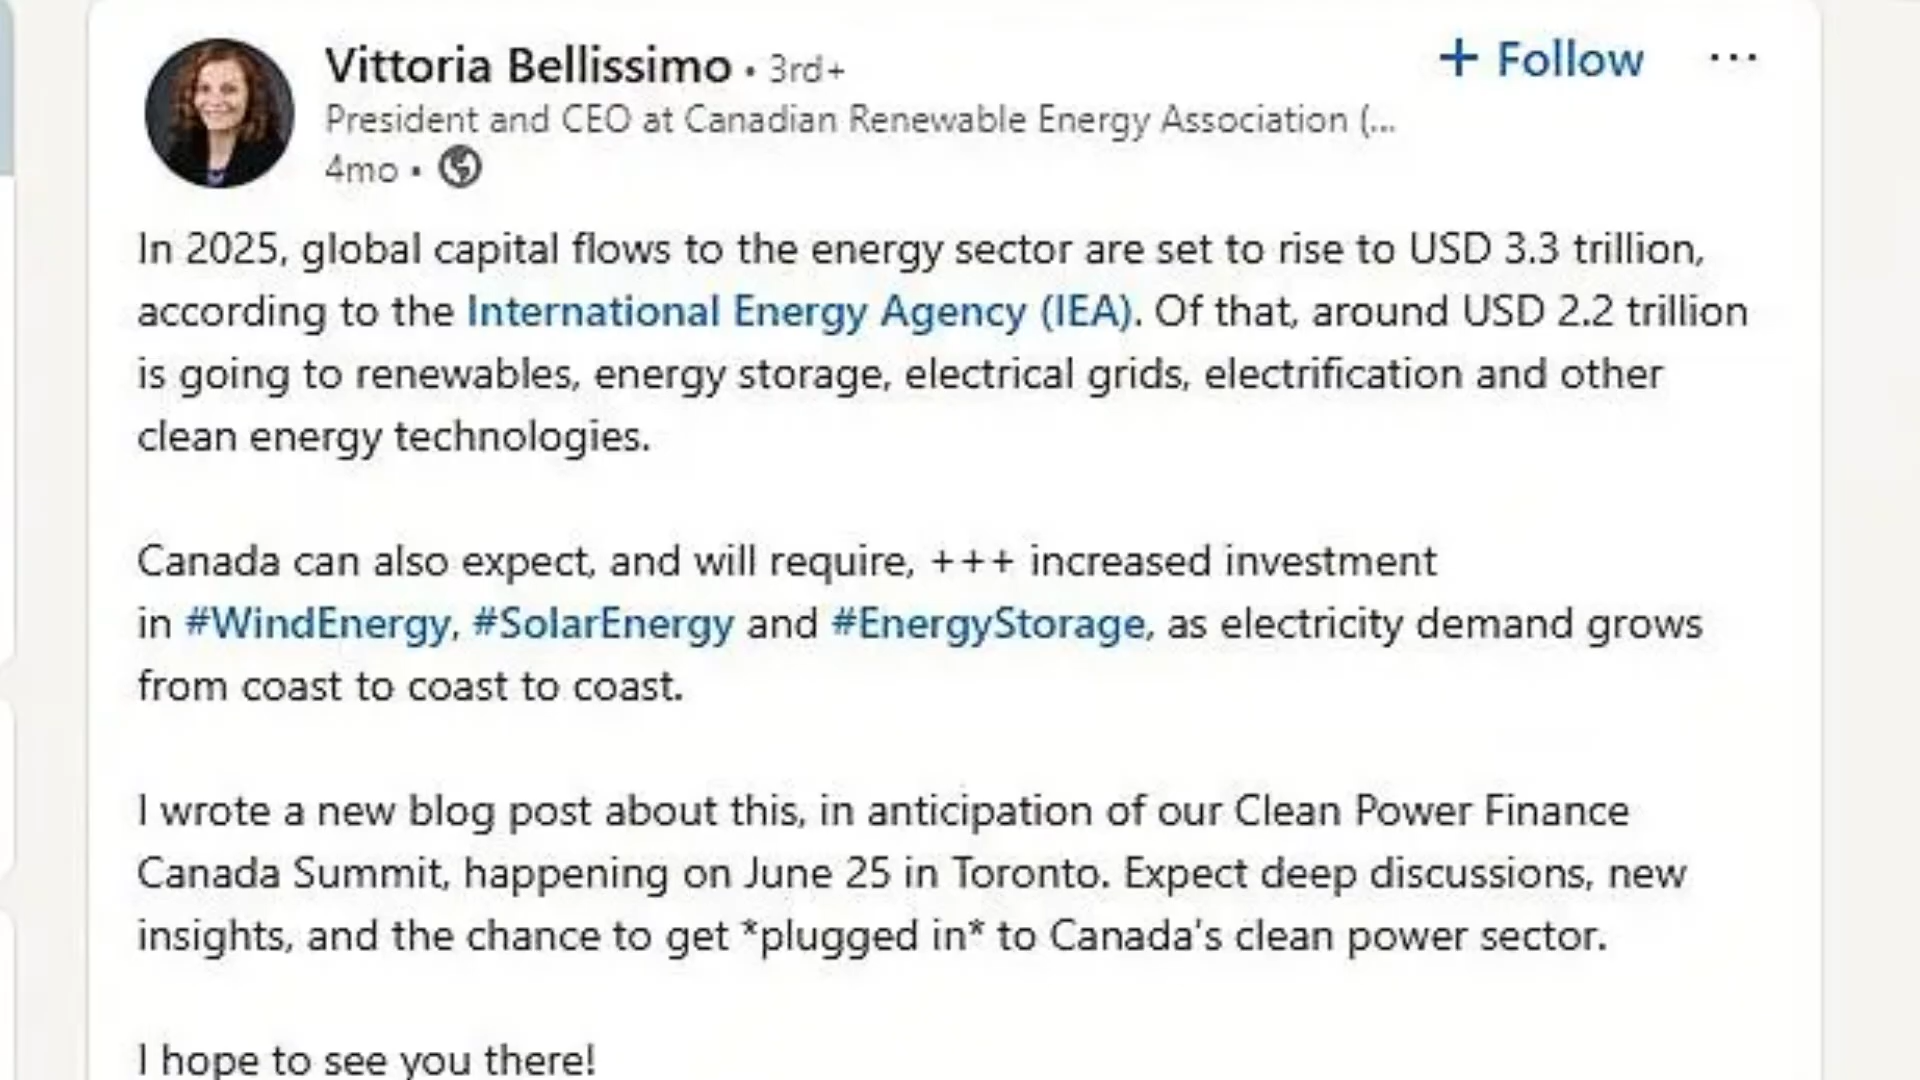 Vittoria Bellissimo • 3rd+
+ Follow ...
President and CEO at Canadian Renewable Energy Association (...
4mo •
In 2025, global capital flows to the energy sector are set to rise to USD 3.3 trillion,
according to the International Energy Agency (IEA). Of that, around USD 2.2 trillion
is going to renewables, energy storage, electrical grids, electrification and other
clean energy technologies.
Canada can also expect, and will require, +++ increased investment
in #WindEnergy, #SolarEnergy and #EnergyStorage, as electricity demand grows
from coast to coast to coast.
I wrote a new blog post about this, in anticipation of our Clean Power Finance
Canada Summit, happening on June 25 in Toronto. Expect deep discussions, new
insights, and the chance to get *plugged in* to Canada's clean power sector.
I hope to see you there!